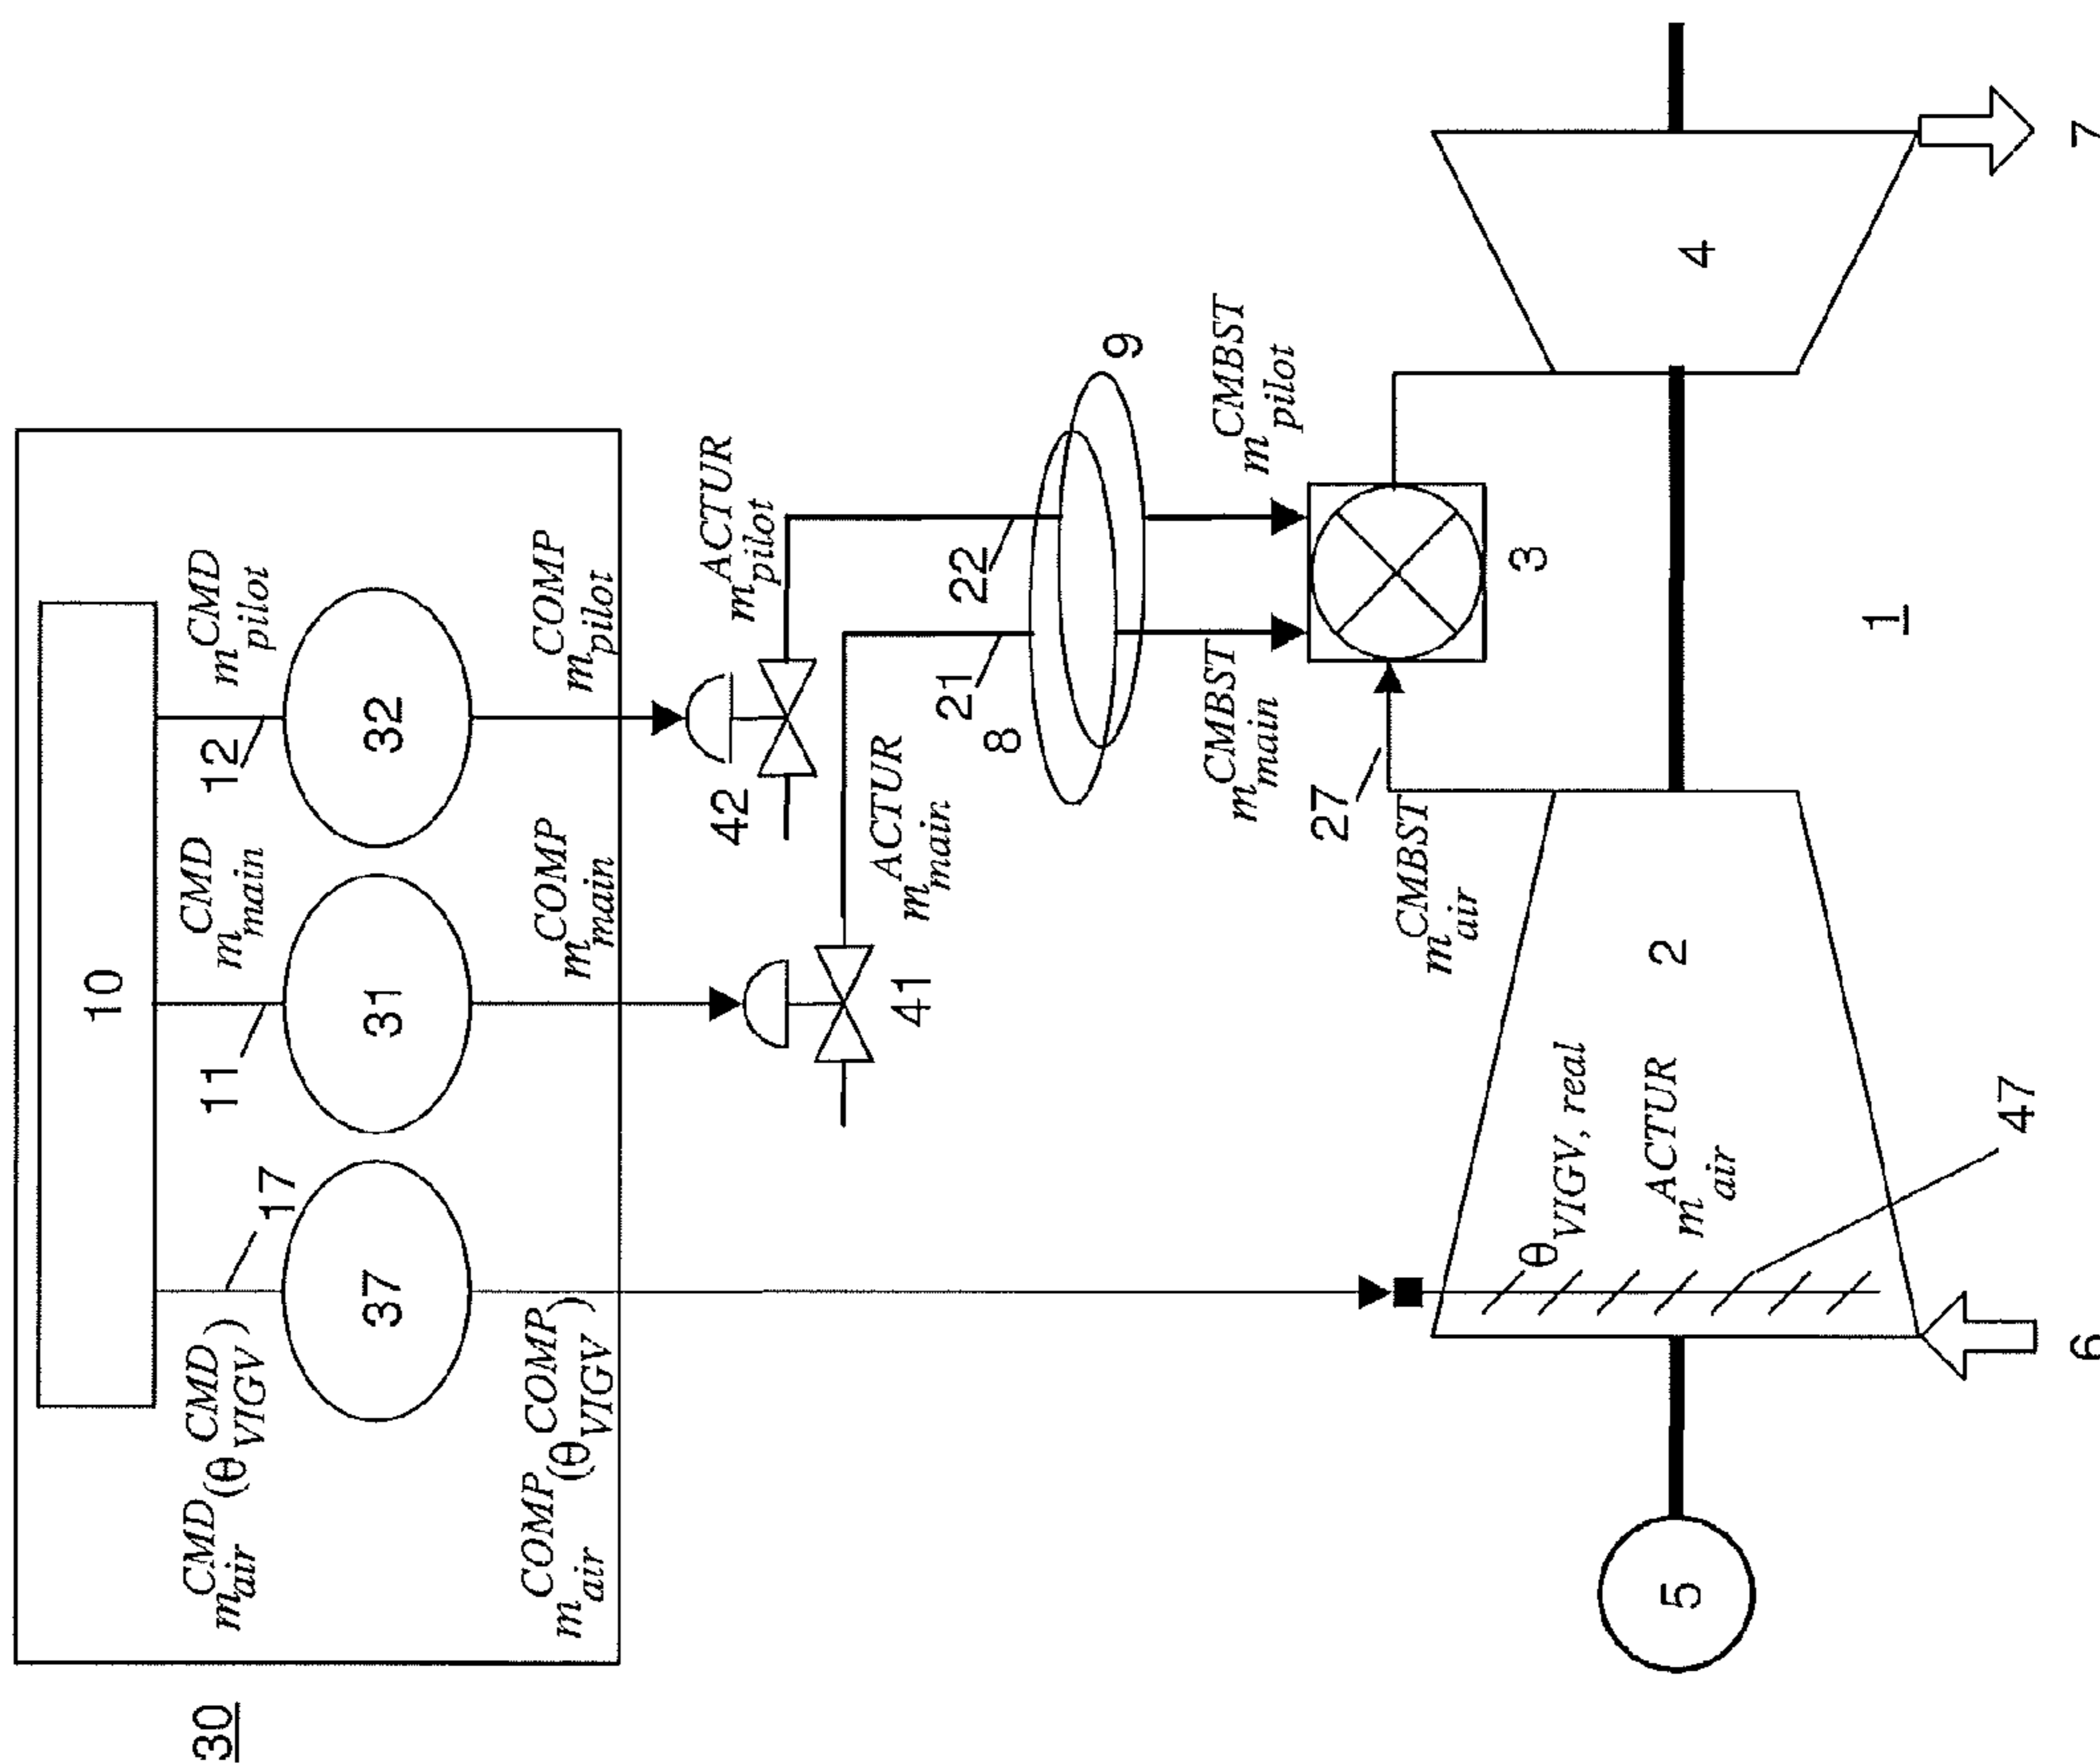 30
10
m_air^CMD(θ_VIGV^CMD)
m_main^CMD
m_pilot^CMD
17
11
12
37
31
32
m_air^COMP(θ_VIGV^COMP)
m_main^COMP
m_pilot^COMP
42
m_pilot^ACTUR
41
m_main^ACTUR
21
22
8
9
m_main^CMBST
m_pilot^CMBST
27
m_air^CMBST
3
θ_VIGV, real
m_air^ACTUR
2
4
5
1
47
6
7